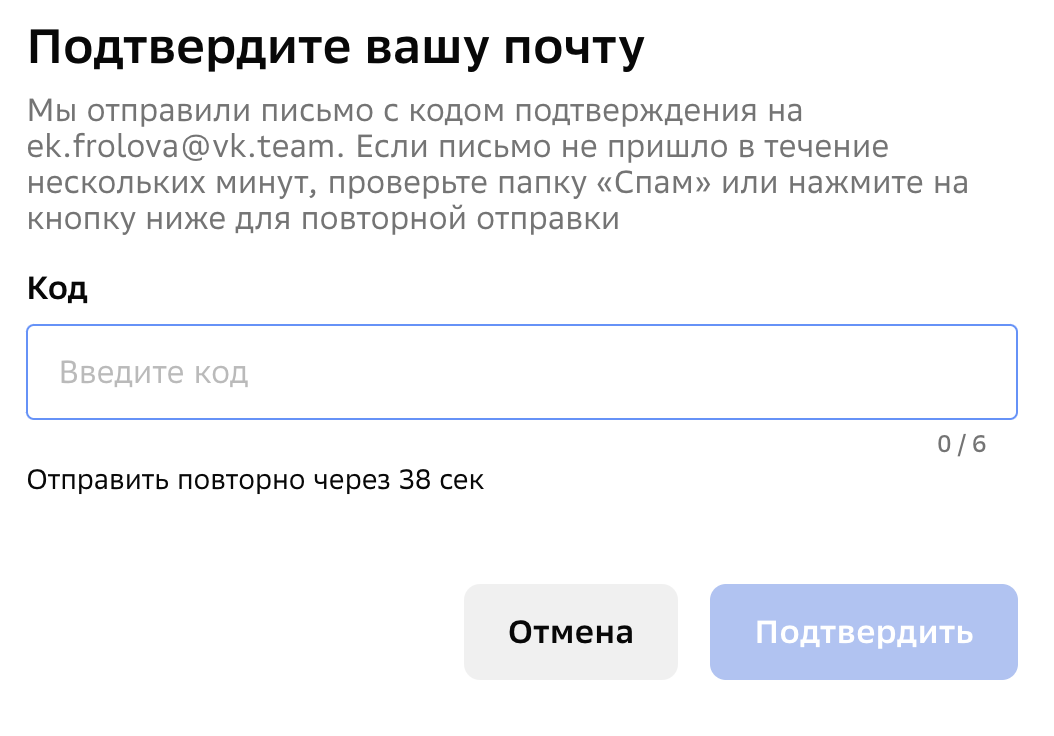 Подтвердите вашу почту
Мы отправили письмо с кодом подтверждения на
ek.frolova@vk.team. Если письмо не пришло в течение
нескольких минут, проверьте папку «Спам» или нажмите на
кнопку ниже для повторной отправки
Код
Введите код
0 / 6
Отправить повторно через 38 сек
Отмена
Подтвердить